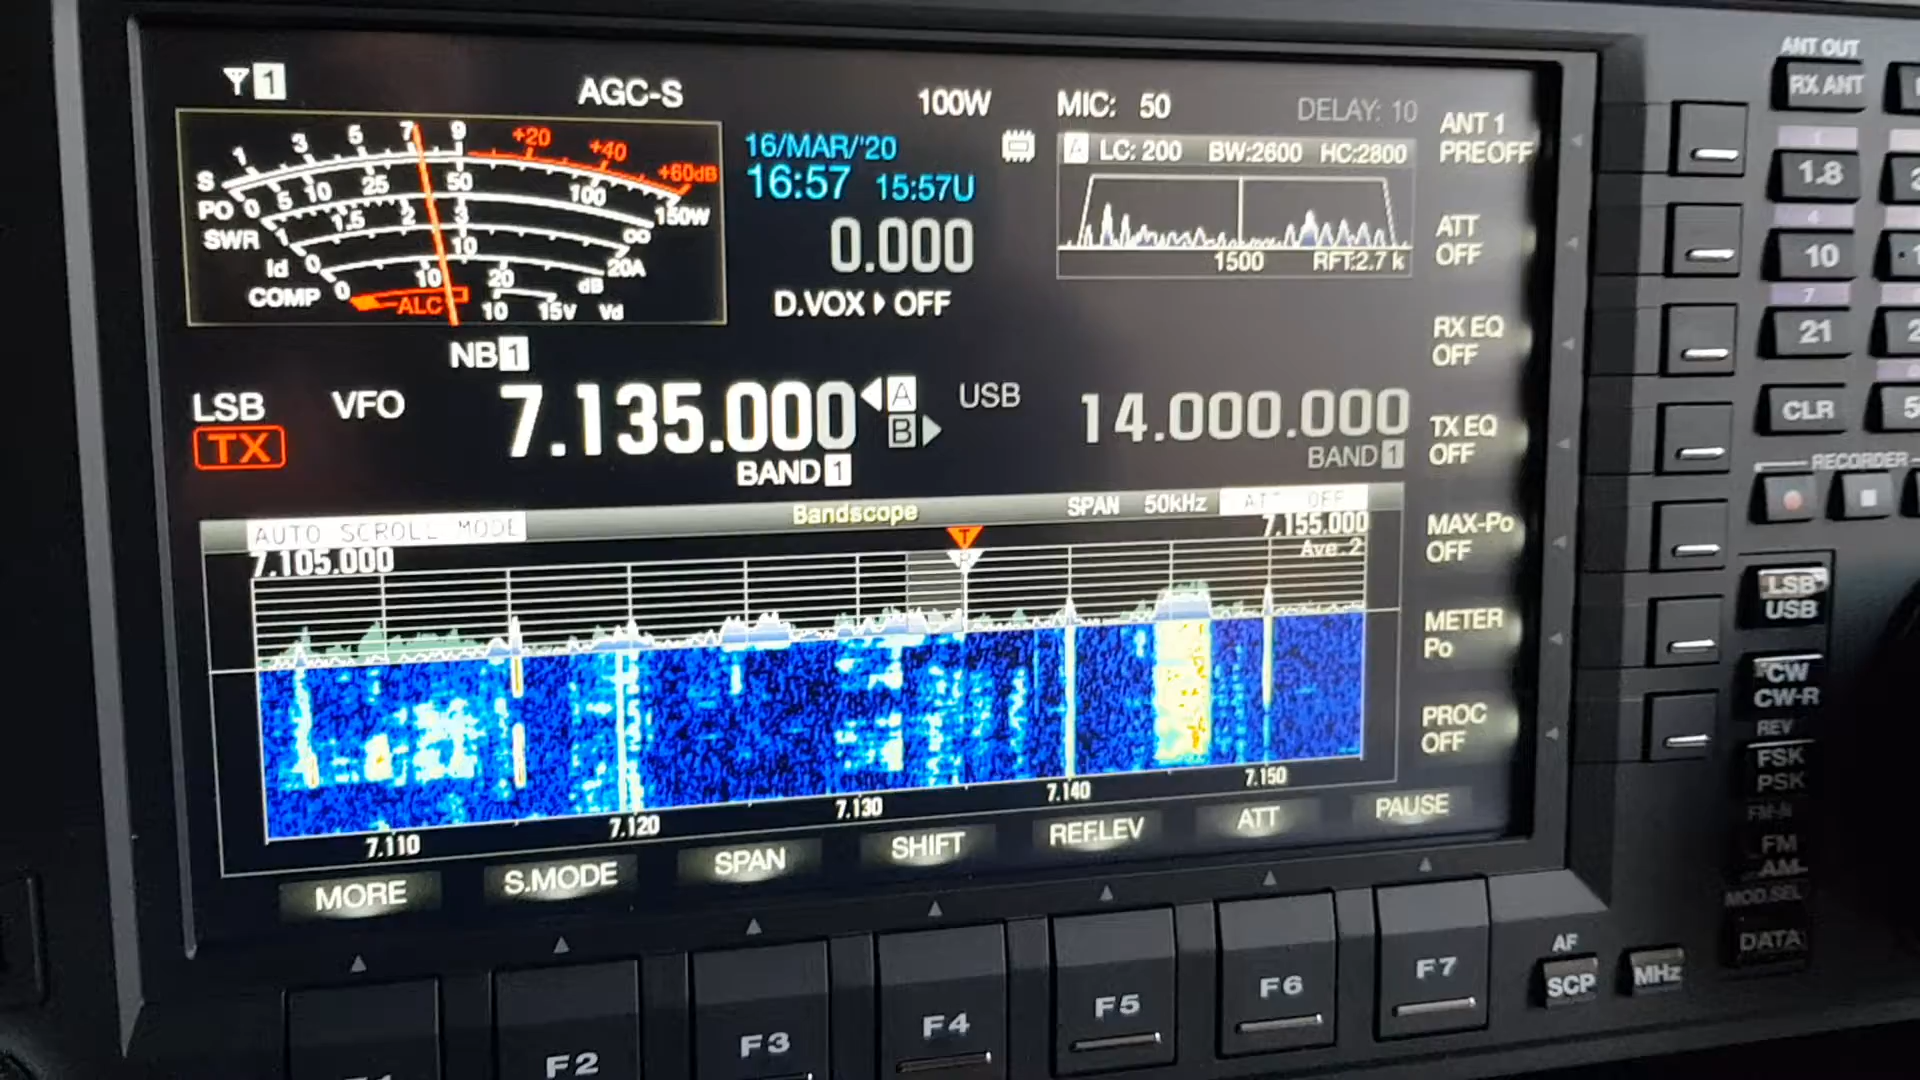 1
AGC-S
100W
MIC: 50
DELAY: 10
1 3 5 7 9 +20 +40 +60dB
S
PO 0 5 10 25 50 100 150W
SWR 1 1.5 2 3 ∞
Id 0 10 20A
COMP 0 10 20 dB
ALC 10 15V Vd
16/MAR/'20
16:57 15:57U
0.000
D.VOX OFF
A LC: 200 BW:2600 HC:2800
1500 RFT:2.7 k
NB 1
LSB VFO 7.135.000 A
TX B
BAND 1
USB 14.000.000
BAND 1
AUTO SCROLL MODE Bandscope SPAN 50kHz ATT OFF
7.105.000 7.155.000
T
Ave.2
7.110 7.120 7.130 7.140 7.150
MORE S.MODE SPAN SHIFT REF.LEV ATT PAUSE
ANT 1
PREOFF
ATT
OFF
RX EQ
OFF
TX EQ
OFF
MAX-Po
OFF
METER
Po
PROC
OFF
F2 F3 F4 F5 F6 F7
ANT OUT
RX ANT
1
1.8
4
10
7
21
CLR
RECORDER
LSB
USB
CW
CW-R
REV
FSK
PSK
FM-N
FM
AM
MOD.SEL
DATA
AF
SCP MHz